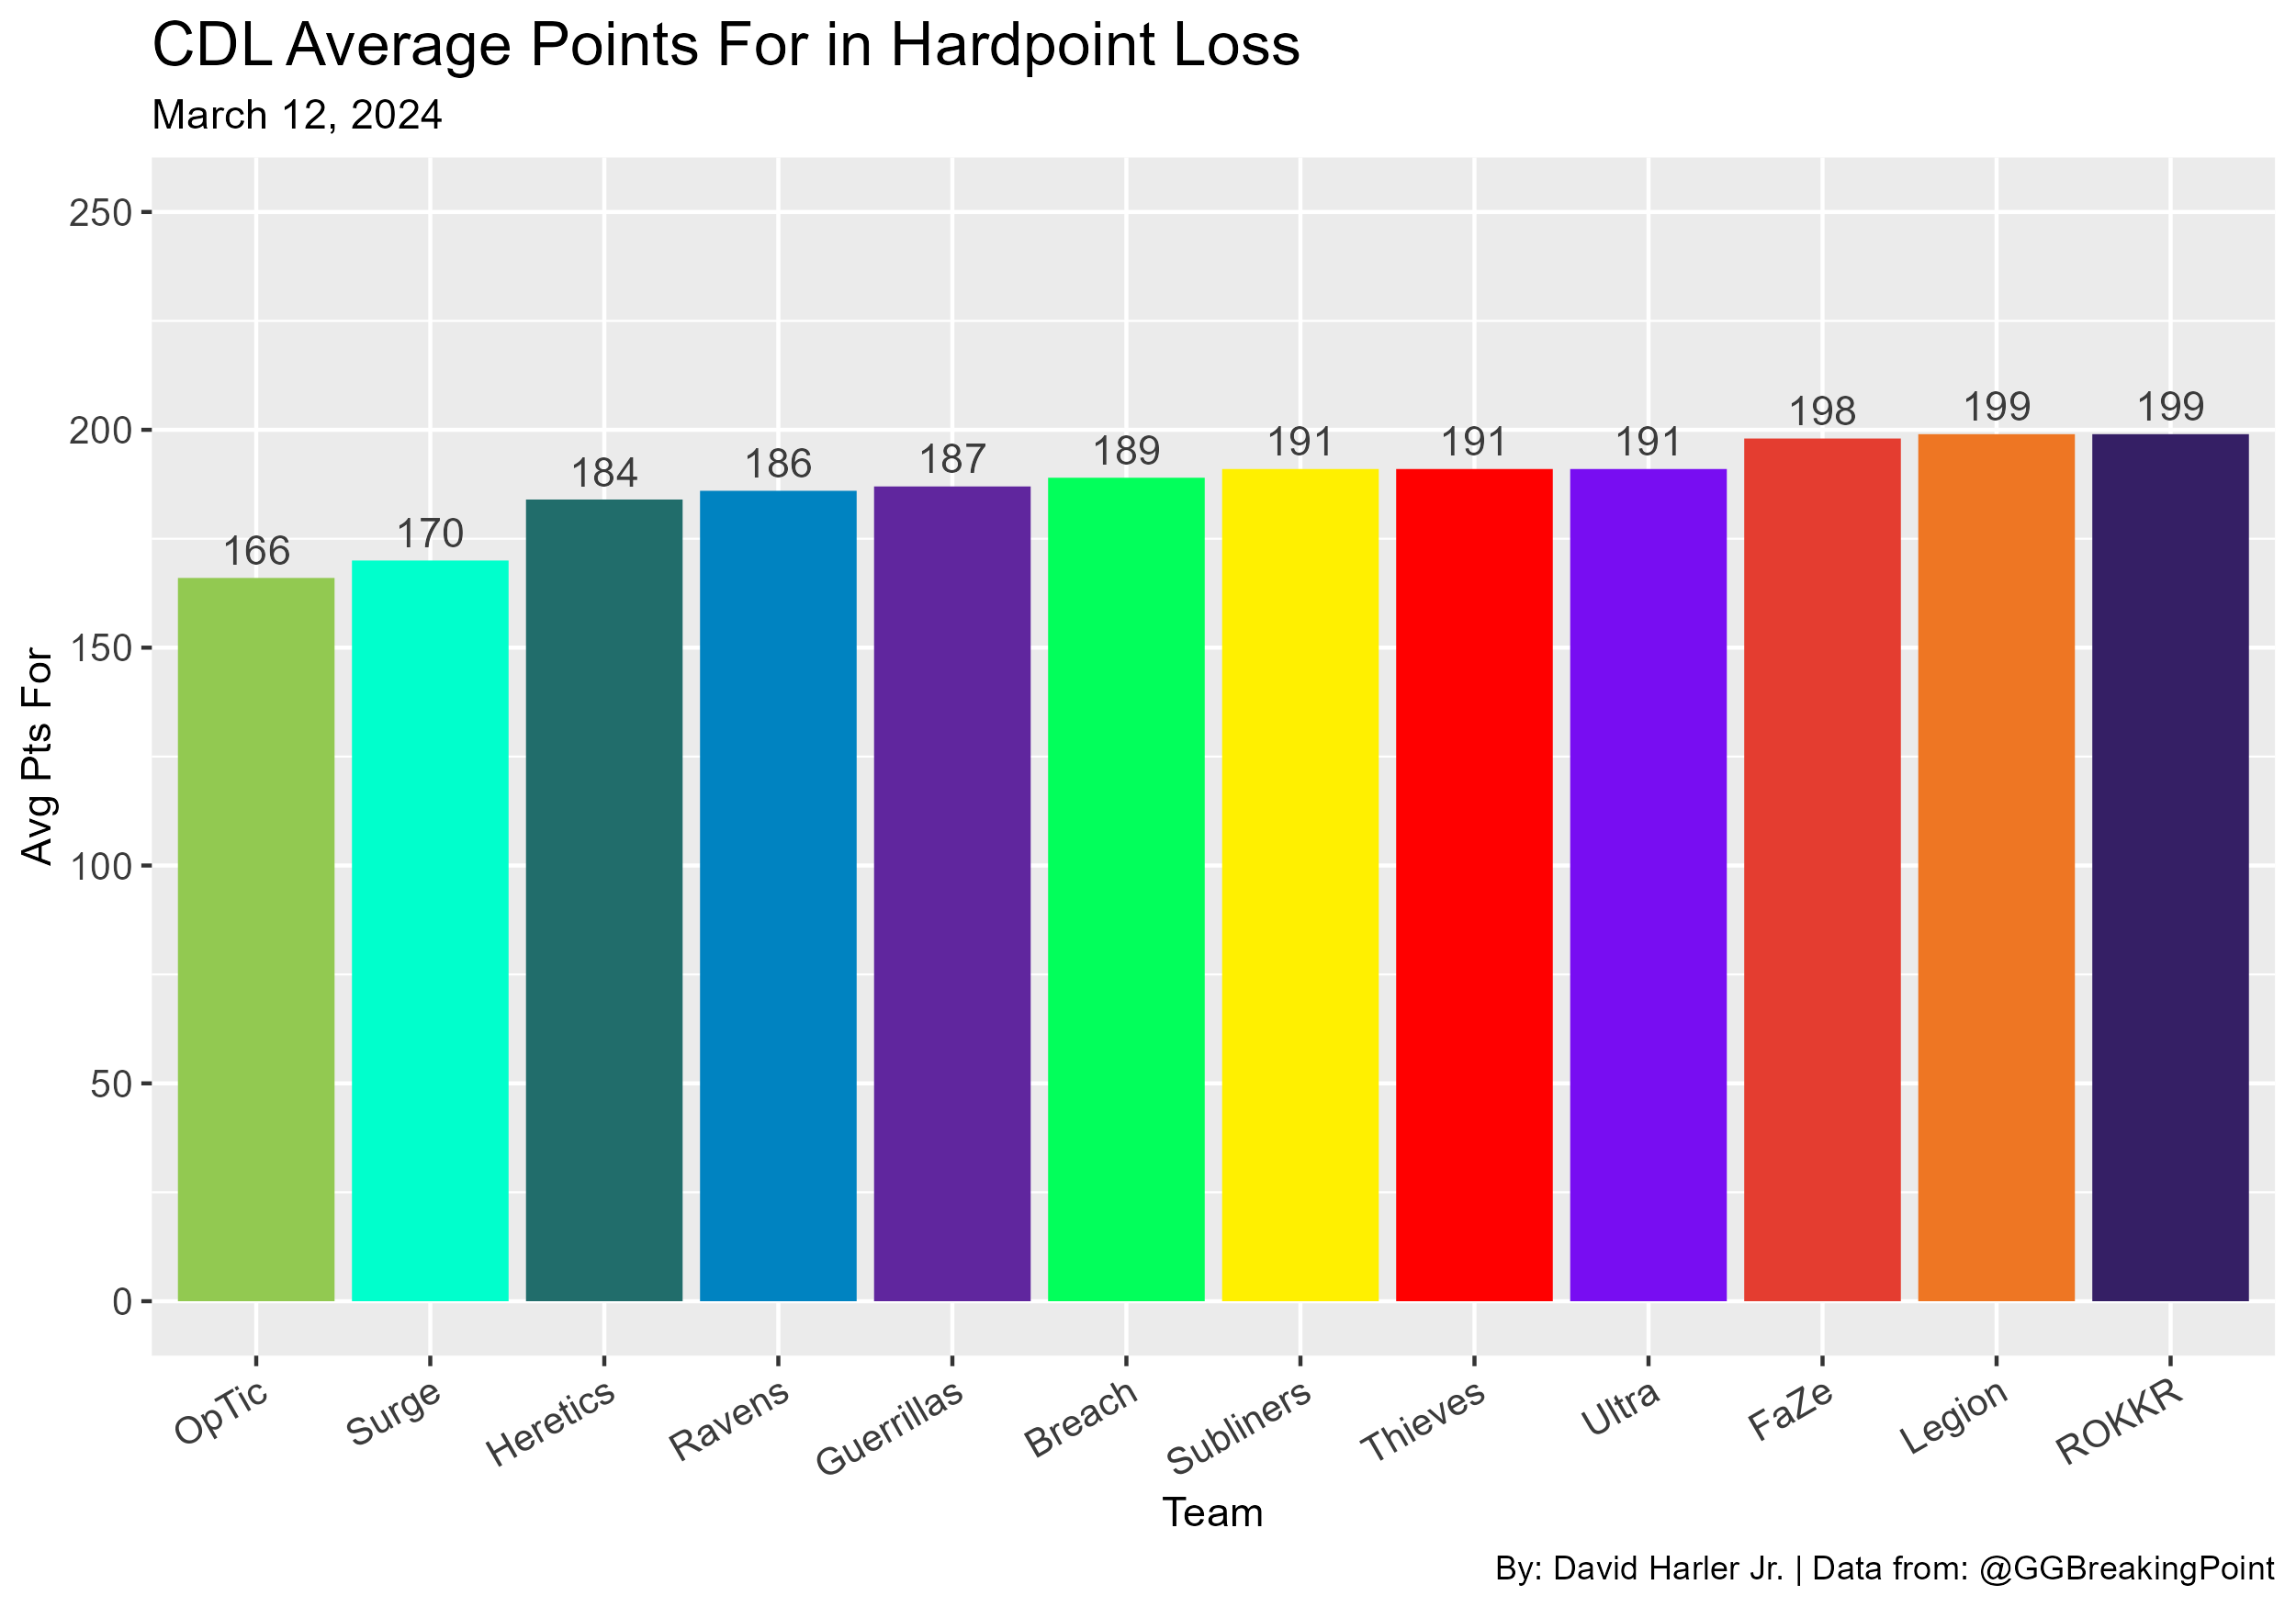 CDL Average Points For in Hardpoint Loss
March 12, 2024
250
200
150
100
50
0
Avg Pts For
166
170
184
186
187
189
191
191
191
198
199
199
OpTic
Surge
Heretics
Ravens
Guerrillas
Breach
Subliners
Thieves
Ultra
FaZe
Legion
ROKKR
Team
By: David Harler Jr. | Data from: @GGBreakingPoint